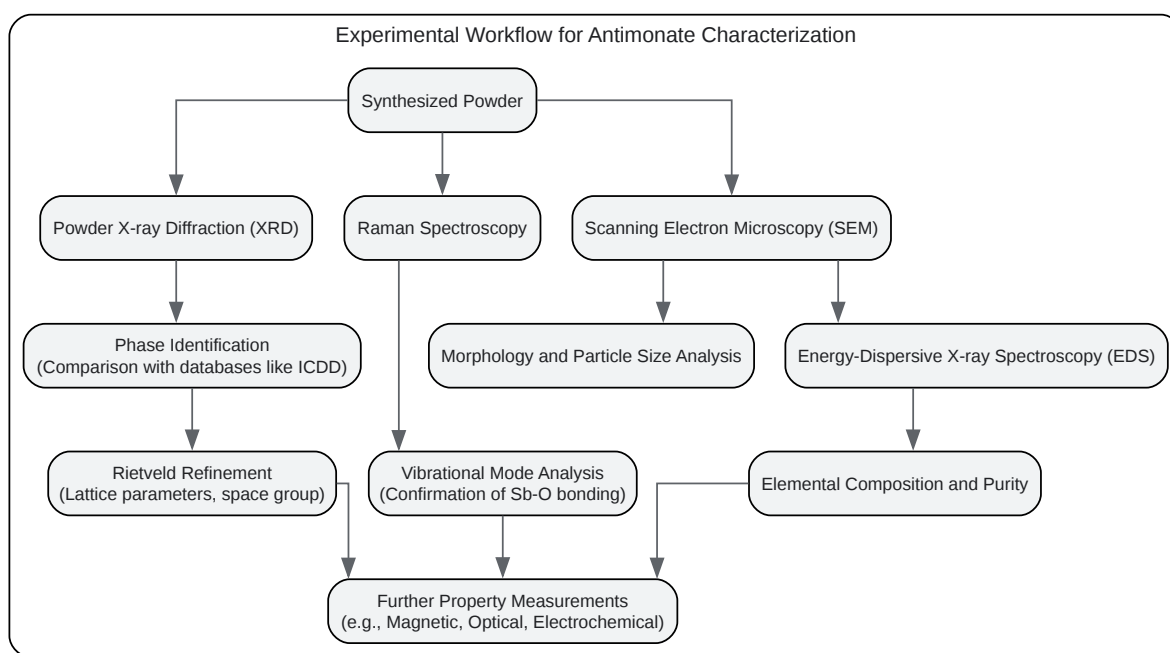 Experimental Workflow for Antimonate Characterization
Synthesized Powder
Powder X-ray Diffraction (XRD)
Raman Spectroscopy
Scanning Electron Microscopy (SEM)
Phase Identification
(Comparison with databases like ICDD)
Morphology and Particle Size Analysis
Energy-Dispersive X-ray Spectroscopy (EDS)
Rietveld Refinement
(Lattice parameters, space group)
Vibrational Mode Analysis
(Confirmation of Sb-O bonding)
Elemental Composition and Purity
Further Property Measurements
(e.g., Magnetic, Optical, Electrochemical)